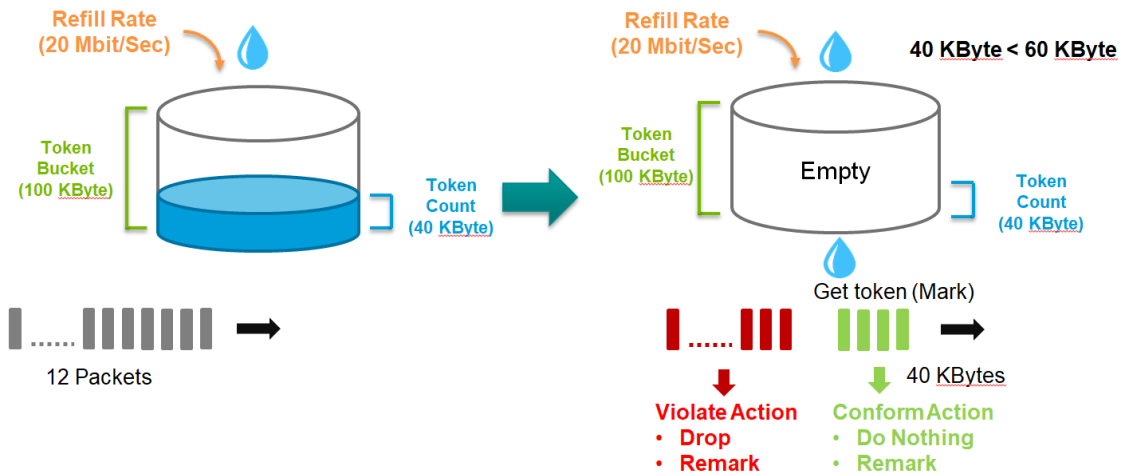 Refill Rate
(20 Mbit/Sec)
Token
Bucket
(100 KByte)
Token
Count
(40 KByte)
12 Packets
Refill Rate
(20 Mbit/Sec)
40 KByte < 60 KByte
Token
Bucket
(100 KByte)
Empty
Token
Count
(40 KByte)
Get token (Mark)
40 KBytes
Violate Action
• Drop
• Remark
Conform Action
• Do Nothing
• Remark